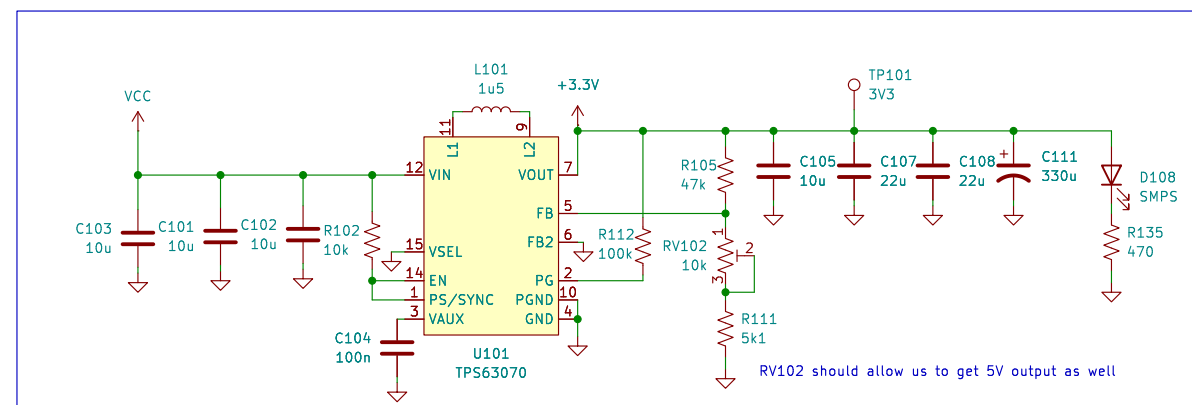 VCC
L101
1u5
+3.3V
TP101
3V3
11
L1
9
L2
12
VIN
VOUT
7
R105
47k
C105
10u
C107
22u
C108
22u
+
C111
330u
D108
SMPS
C103
10u
C101
10u
C102
10u
R102
10k
FB
5
15
VSEL
FB2
6
R112
100k
RV102
10k
1
2
3
R135
470
14
EN
PG
2
1
PS/SYNC
PGND
10
3
VAUX
GND
4
R111
5k1
C104
100n
U101
TPS63070
RV102 should allow us to get 5V output as well